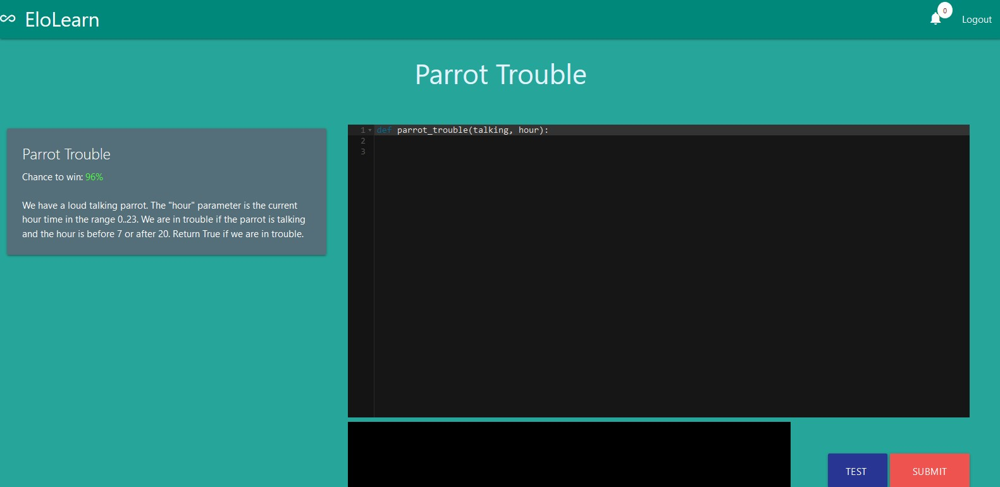 EloLearn
0
Logout
Parrot Trouble
Parrot Trouble
Chance to win: 96%
We have a loud talking parrot. The "hour" parameter is the current
hour time in the range 0..23. We are in trouble if the parrot is talking
and the hour is before 7 or after 20. Return True if we are in trouble.
1 def parrot_trouble(talking, hour):
2
3
TEST
SUBMIT